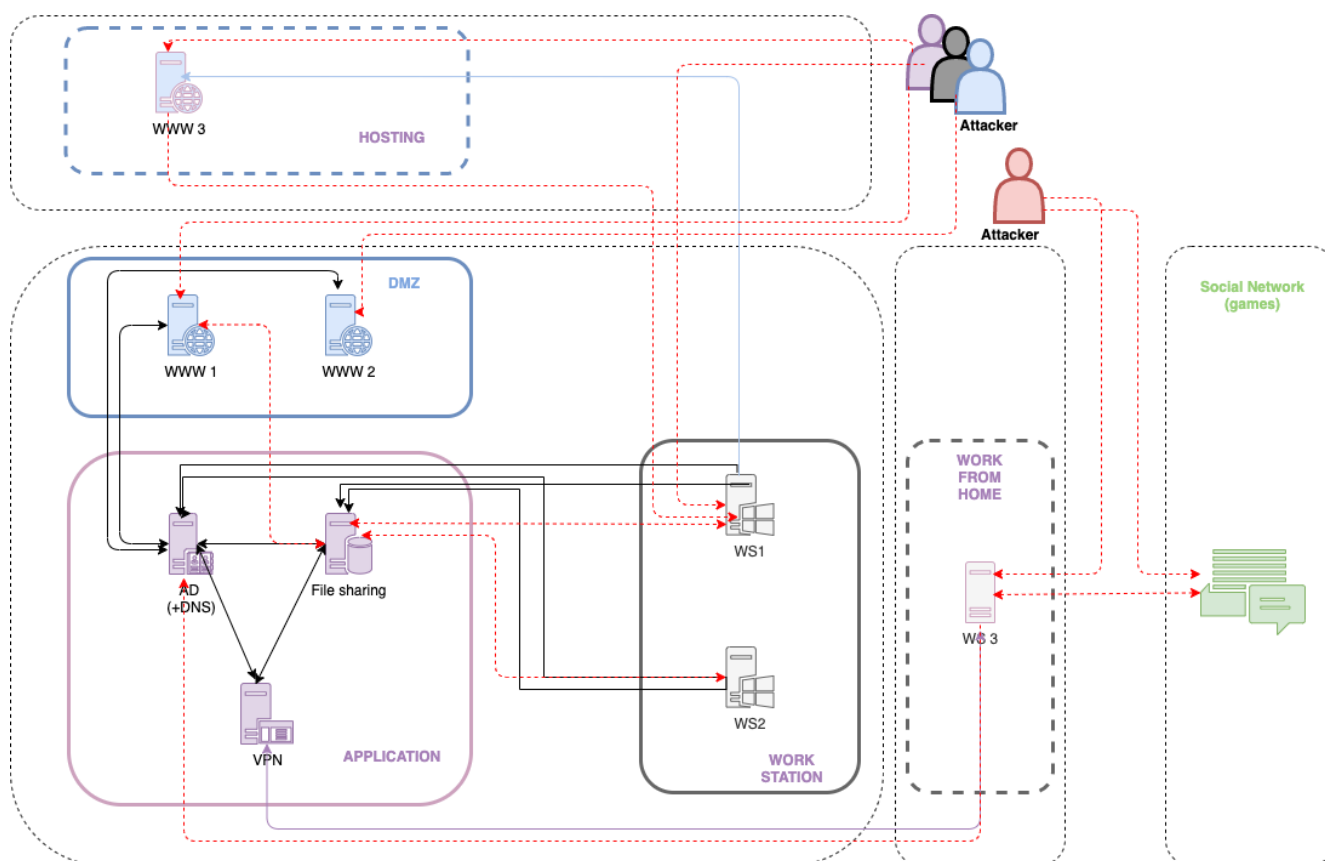 WWW 3
HOSTING
Attacker
Attacker
DMZ
WWW 1
WWW 2
Social Network
(games)
WORK
FROM
HOME
AD
(+DNS)
File sharing
WS1
WS 3
VPN
APPLICATION
WS2
WORK
STATION